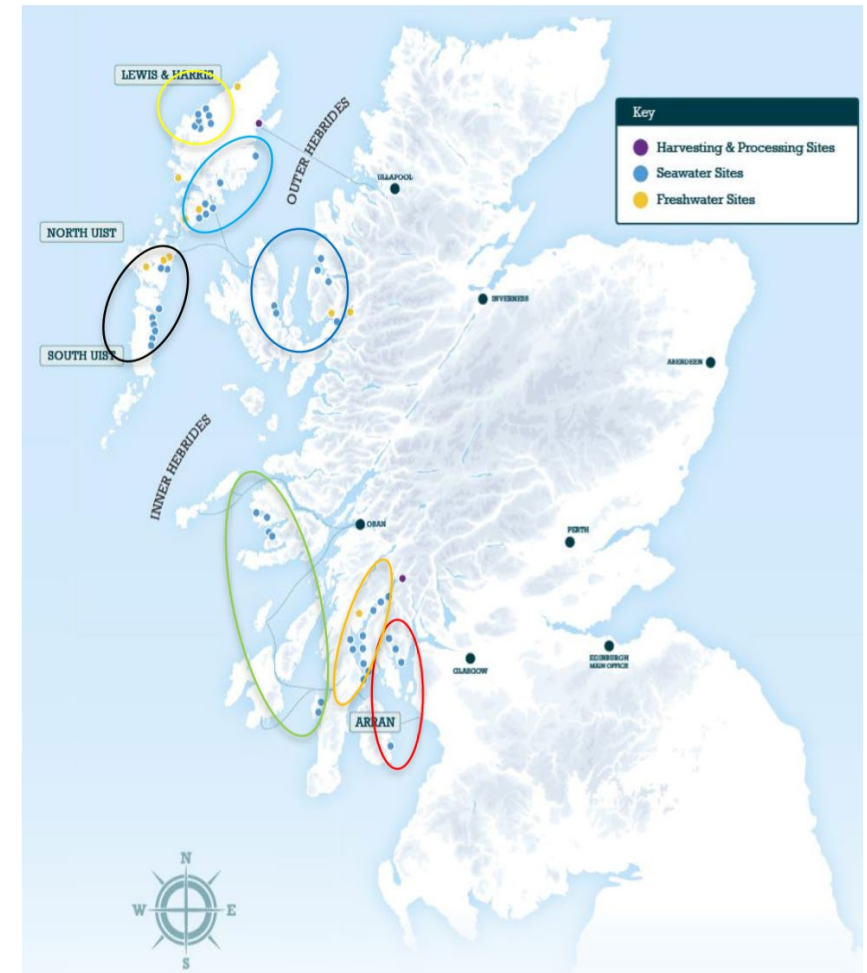 LEWIS & HARRIS
OUTER HEBRIDES
ULLAPOOL
Key
Harvesting & Processing Sites
Seawater Sites
Freshwater Sites
NORTH UIST
INVERNESS
SOUTH UIST
ABERDEEN
INNER HEBRIDES
OBAN
PERTH
EDINBURGH
MAIN OFFICE
GLASGOW
ARRAN
N
W
E
S